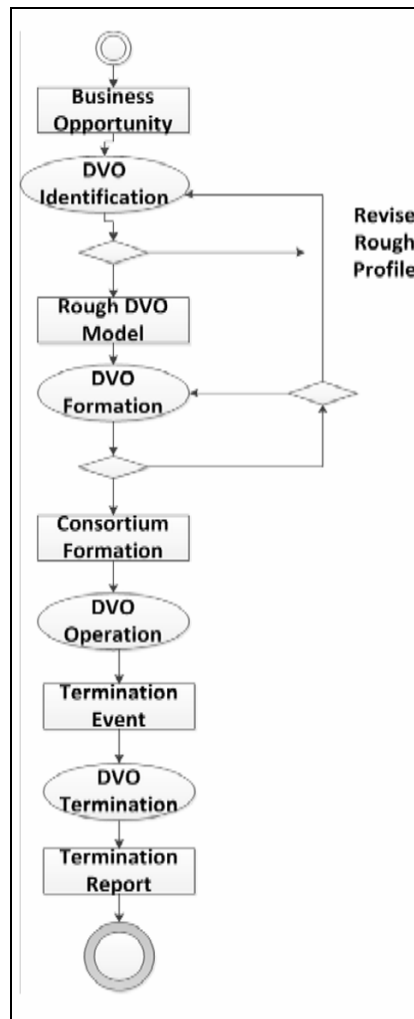 Business
Opportunity
DVO
Identification
Revise
Rough
Profile
Rough DVO
Model
DVO
Formation
Consortium
Formation
DVO
Operation
Termination
Event
DVO
Termination
Termination
Report